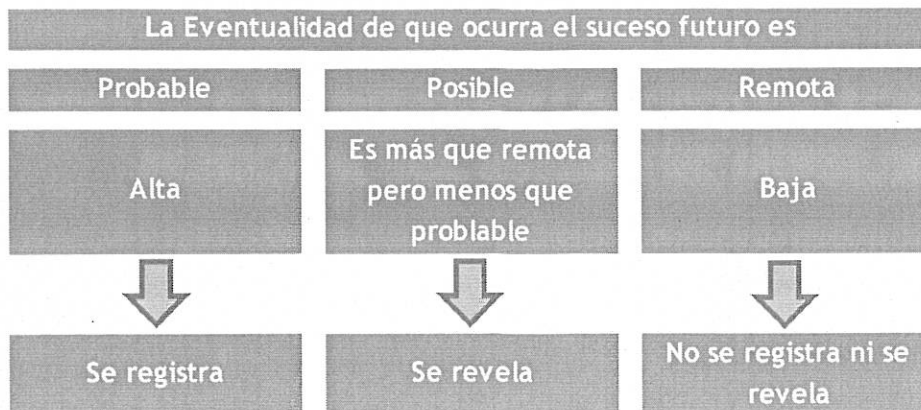 La Eventualidad de que ocurra el suceso futuro es
Probable
Posible
Remota
Alta
Es más que remota
pero menos que
problable
Baja
Se registra
Se revela
No se registra ni se
revela